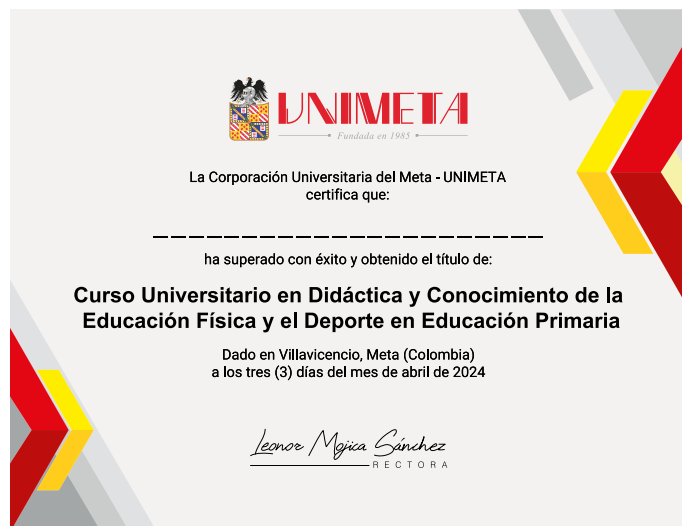 UNIMETA
Fundada en 1985
La Corporación Universitaria del Meta - UNIMETA
certifica que:
ha superado con éxito y obtenido el título de:
Curso Universitario en Didáctica y Conocimiento de la
Educación Física y el Deporte en Educación Primaria
Dado en Villavicencio, Meta (Colombia)
a los tres (3) días del mes de abril de 2024
Leonor Mojica Sánchez
RECTORA